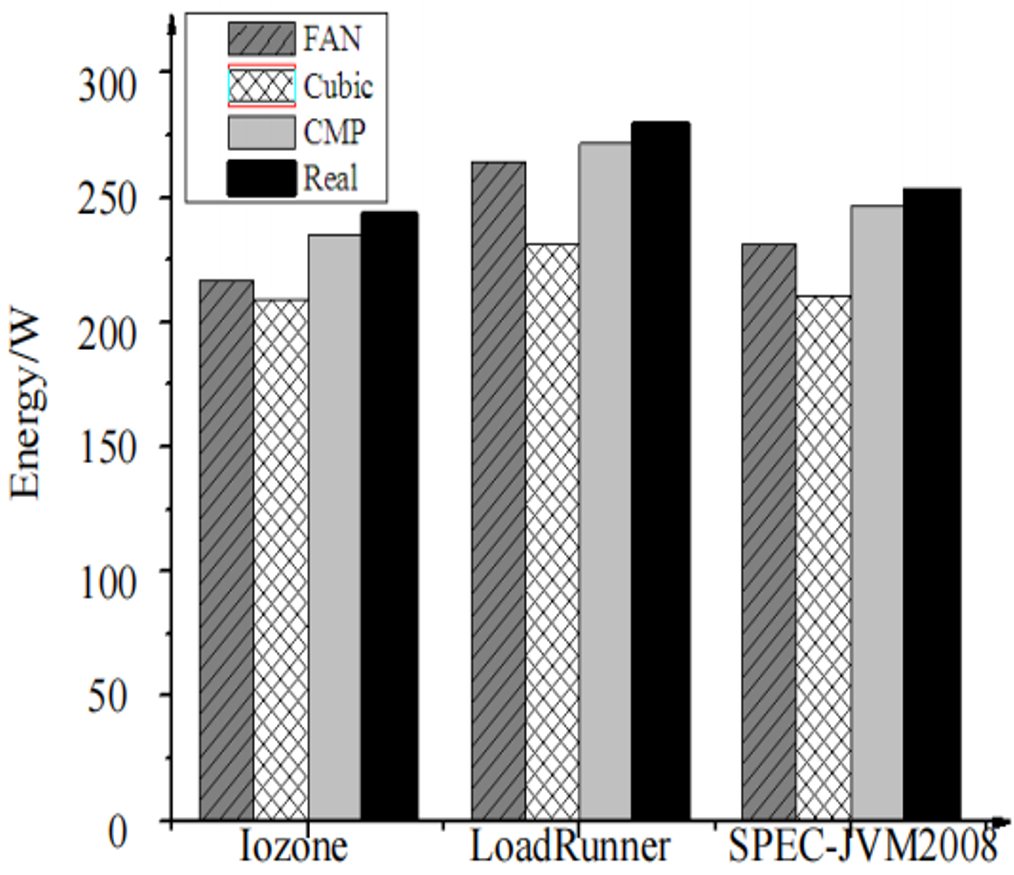 FAN
Cubic
CMP
Real
300
250
200
150
100
50
0
Energy/W
Iozone
LoadRunner
SPEC-JVM2008